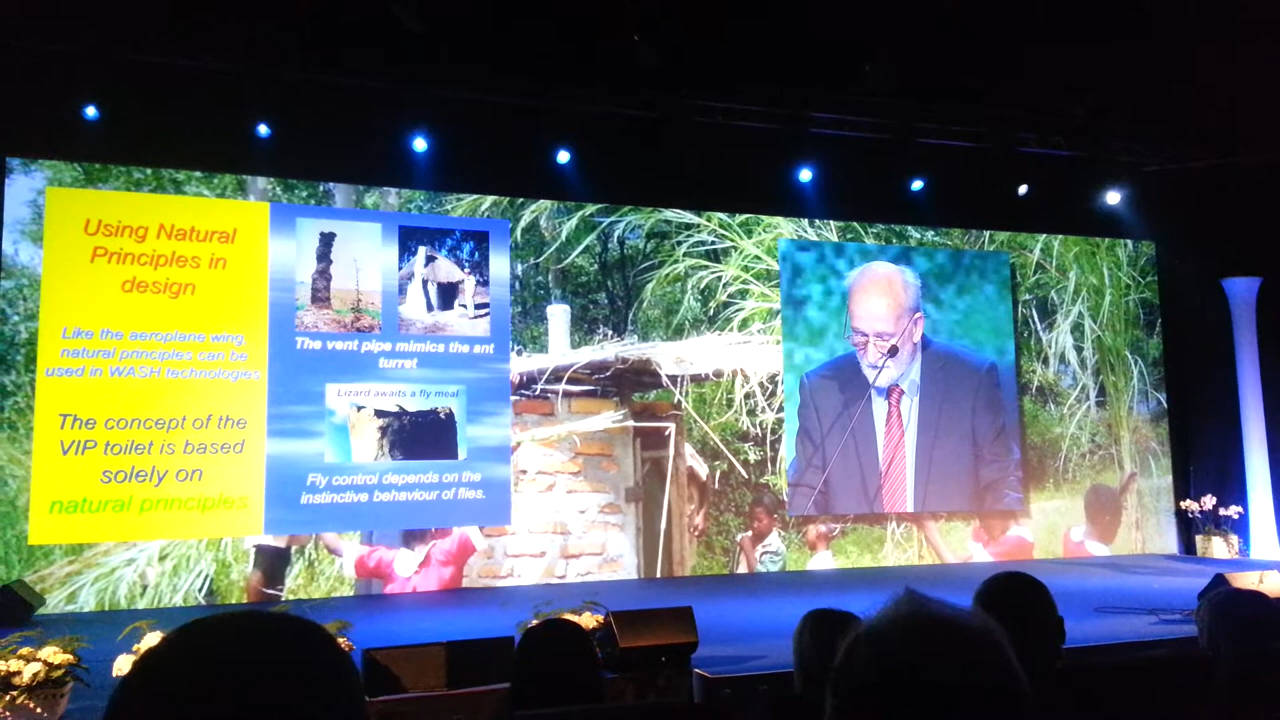 Using Natural
Principles in
design
Like the aeroplane wing,
natural principles can be
used in WASH technologies
The concept of the
VIP toilet is based
solely on
natural principles
The vent pipe mimics the ant
turret
Lizard awaits a fly meal
Fly control depends on the
instinctive behaviour of flies.